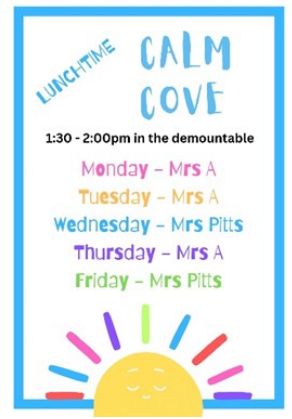 LUNCHTIME
CALM
COVE
1:30 - 2:00pm in the demountable
Monday – Mrs A
Tuesday – Mrs A
Wednesday – Mrs Pitts
Thursday – Mrs A
Friday – Mrs Pitts